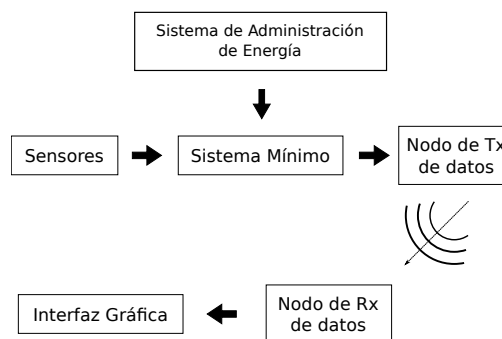 Sistema de Administración
de Energía
Sensores
Sistema Mínimo
Nodo de Tx
de datos
Interfaz Gráfica
Nodo de Rx
de datos